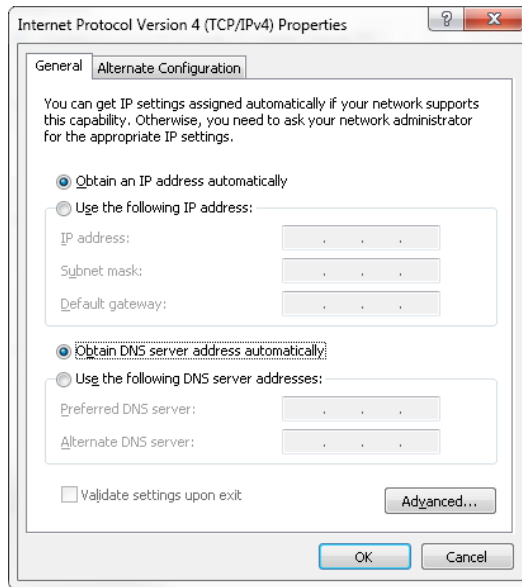 Internet Protocol Version 4 (TCP/IPv4) Properties
General
Alternate Configuration
You can get IP settings assigned automatically if your network supports
this capability. Otherwise, you need to ask your network administrator
for the appropriate IP settings.
Obtain an IP address automatically
Use the following IP address:
IP address:
Subnet mask:
Default gateway:
Obtain DNS server address automatically
Use the following DNS server addresses:
Preferred DNS server:
Alternate DNS server:
Validate settings upon exit
Advanced...
OK
Cancel